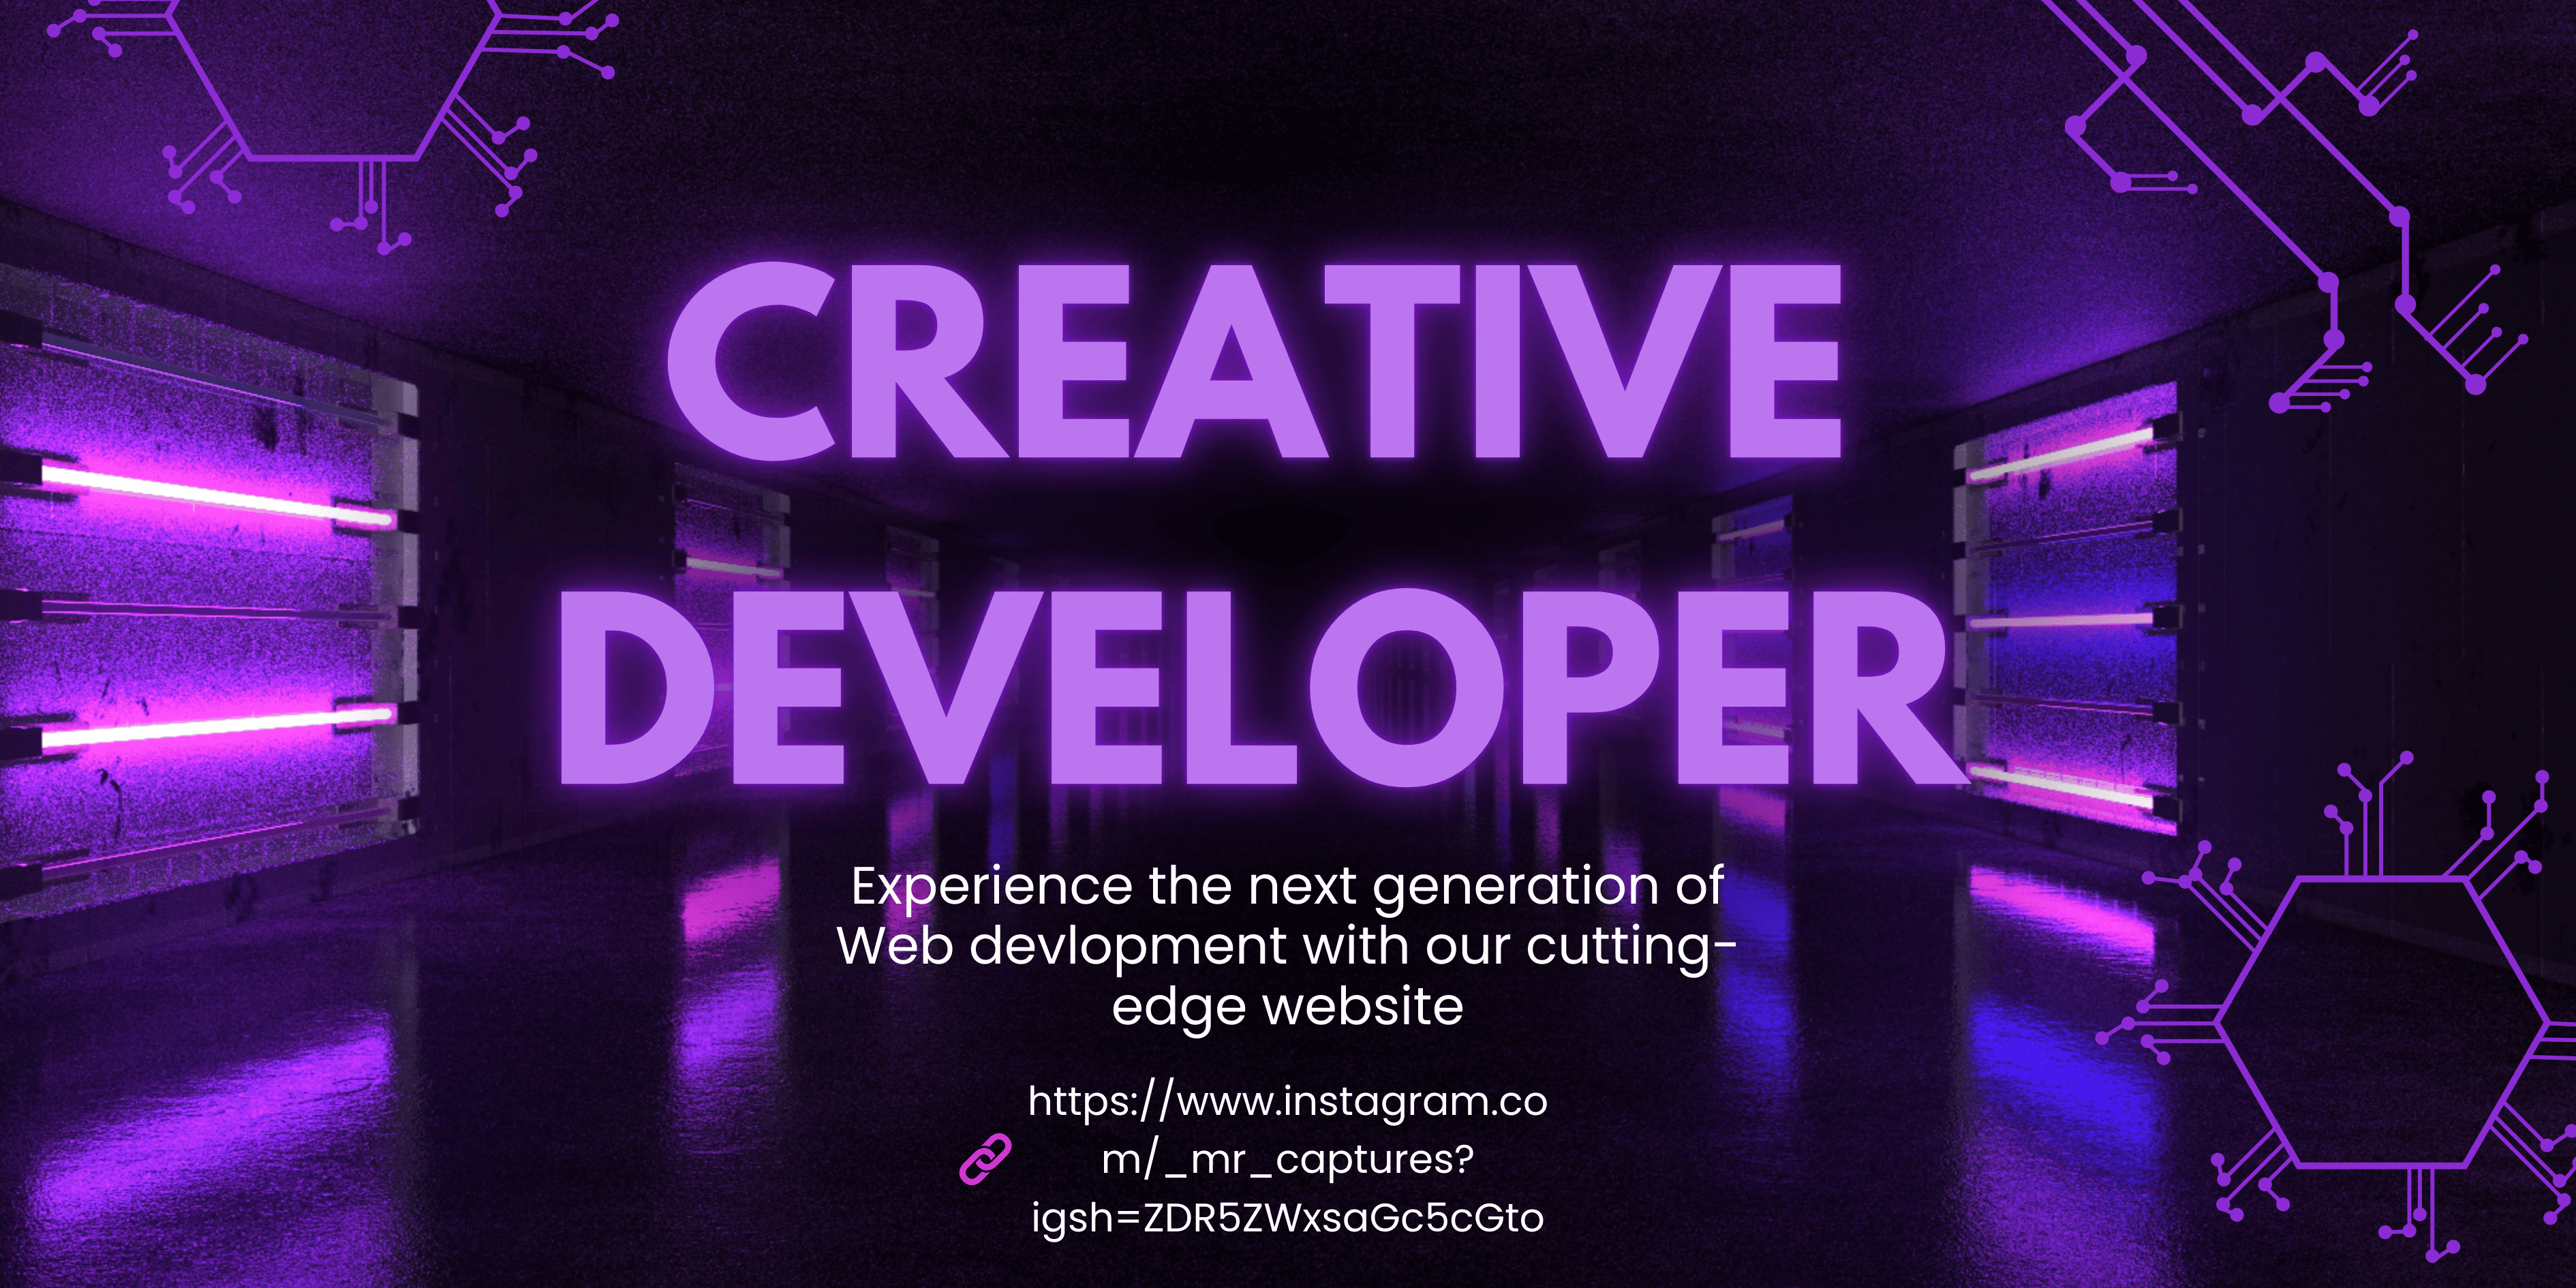 CREATIVE
DEVELOPER
Experience the next generation of
Web devlopment with our cutting-
edge website
https://www.instagram.co
m/_mr_captures?
igsh=ZDR5ZWxsaGc5cGto